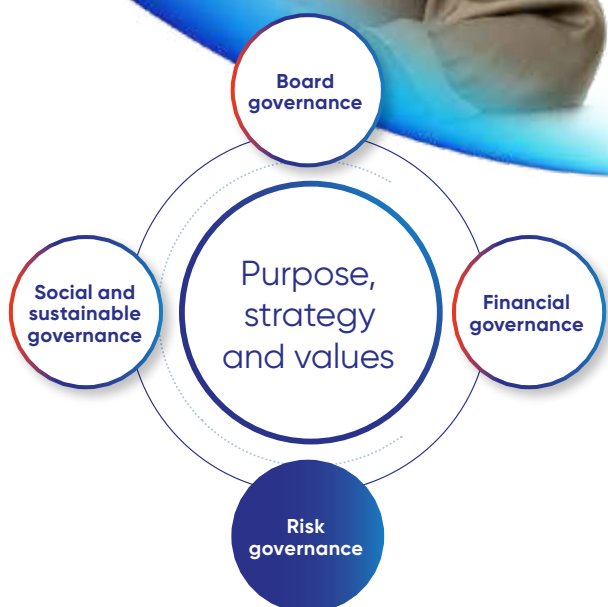 Board
governance
Social and
sustainable
governance
Purpose,
strategy
and values
Financial
governance
Risk
governance